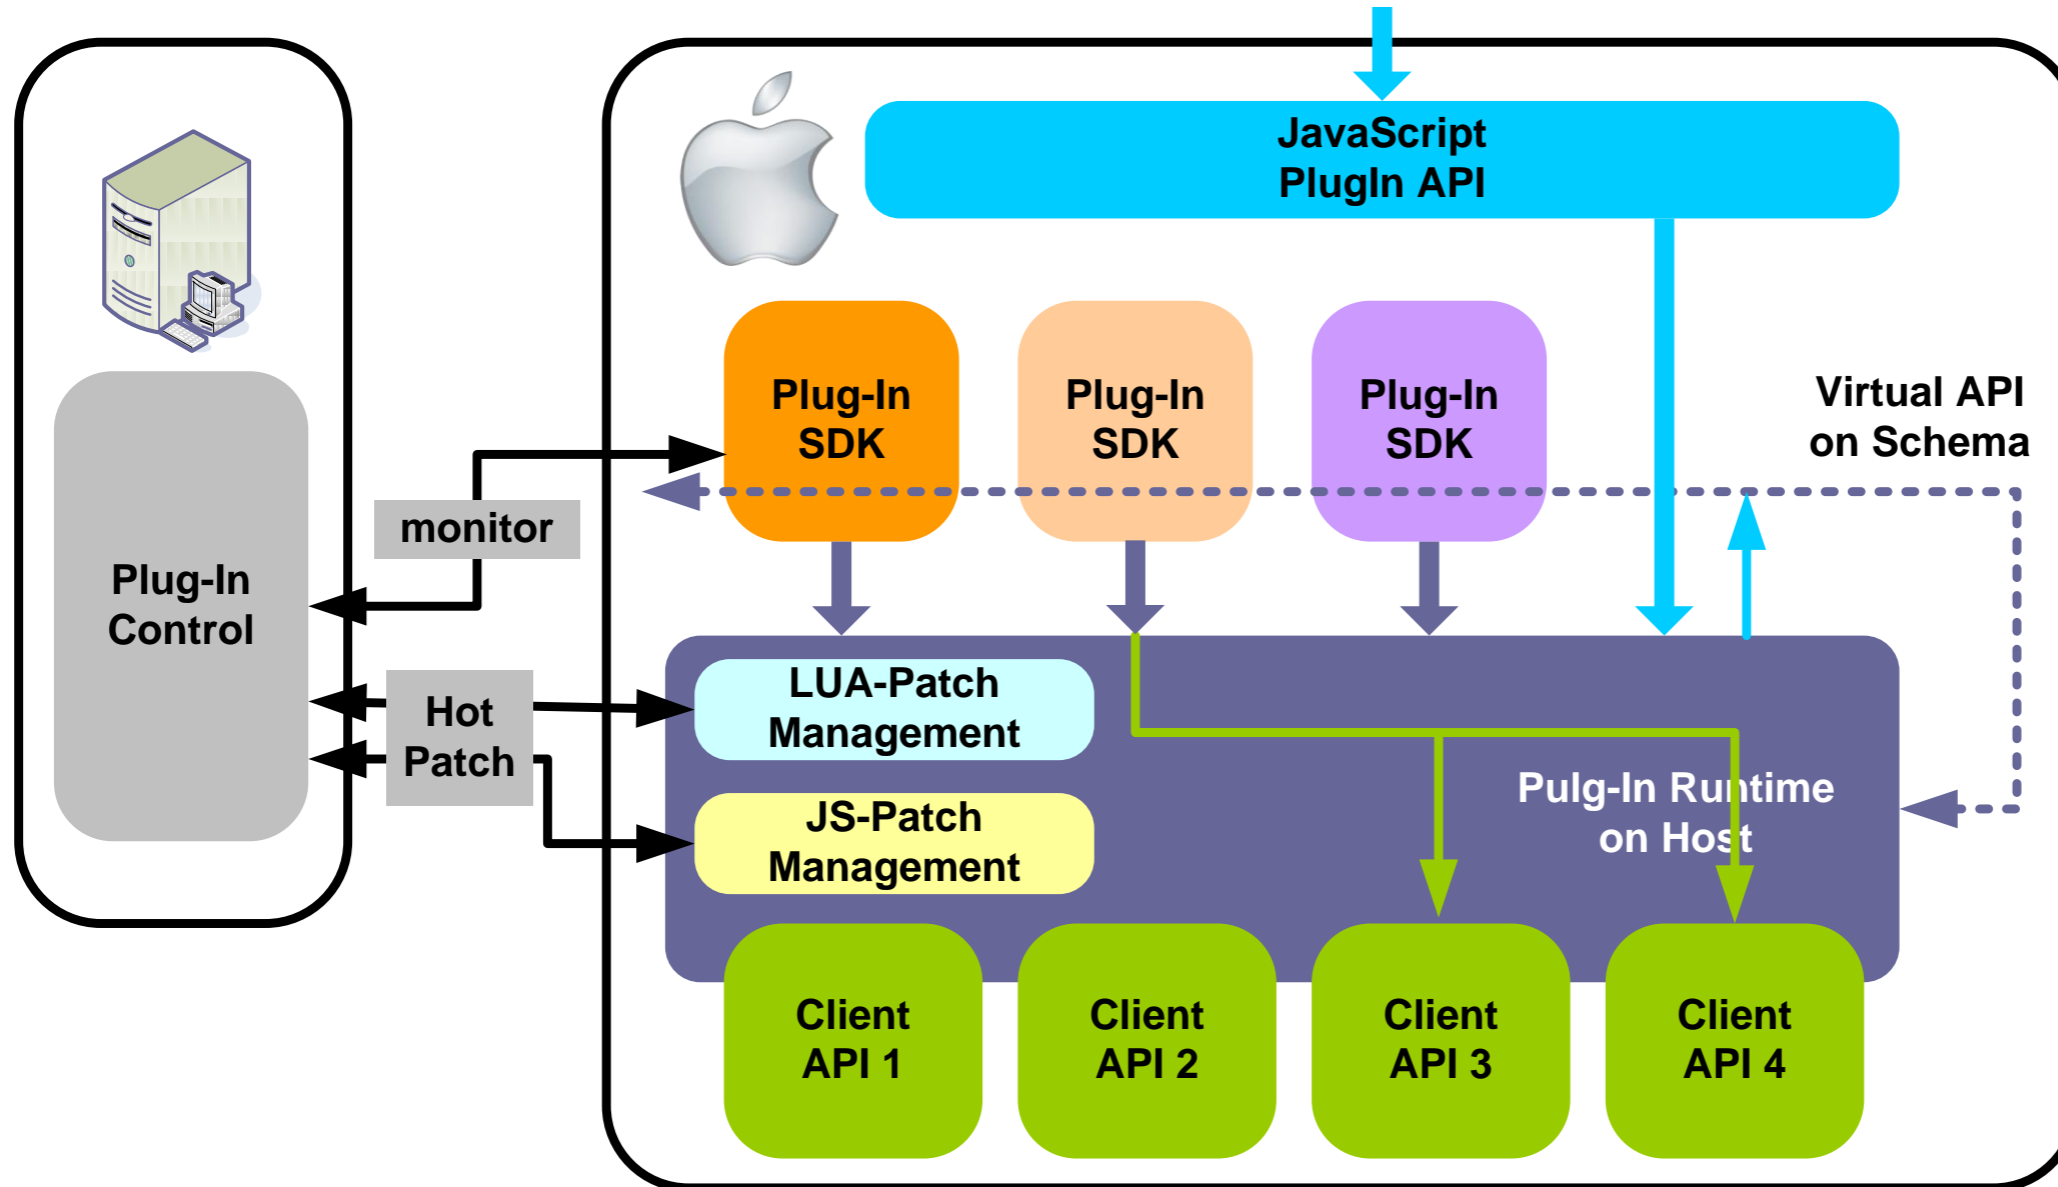 JavaScript
PlugIn API
Plug-In
SDK
Plug-In
SDK
Plug-In
SDK
Virtual API
on Schema
monitor
Plug-In
Control
Hot
Patch
LUA-Patch
Management
JS-Patch
Management
Pulg-In Runtime
on Host
Client
API 1
Client
API 2
Client
API 3
Client
API 4